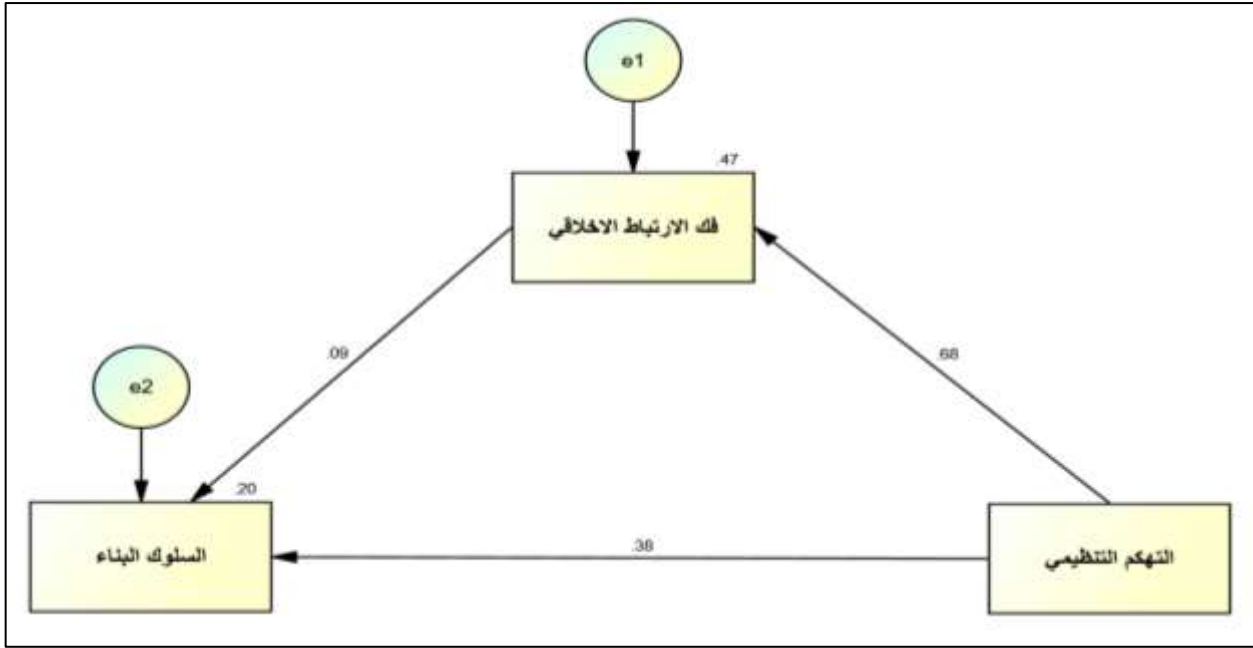 e1
.47
فك الارتباط الاخلاقي
.09
.68
e2
.20
السلوك البناء
.38
التهكم التنظيمي